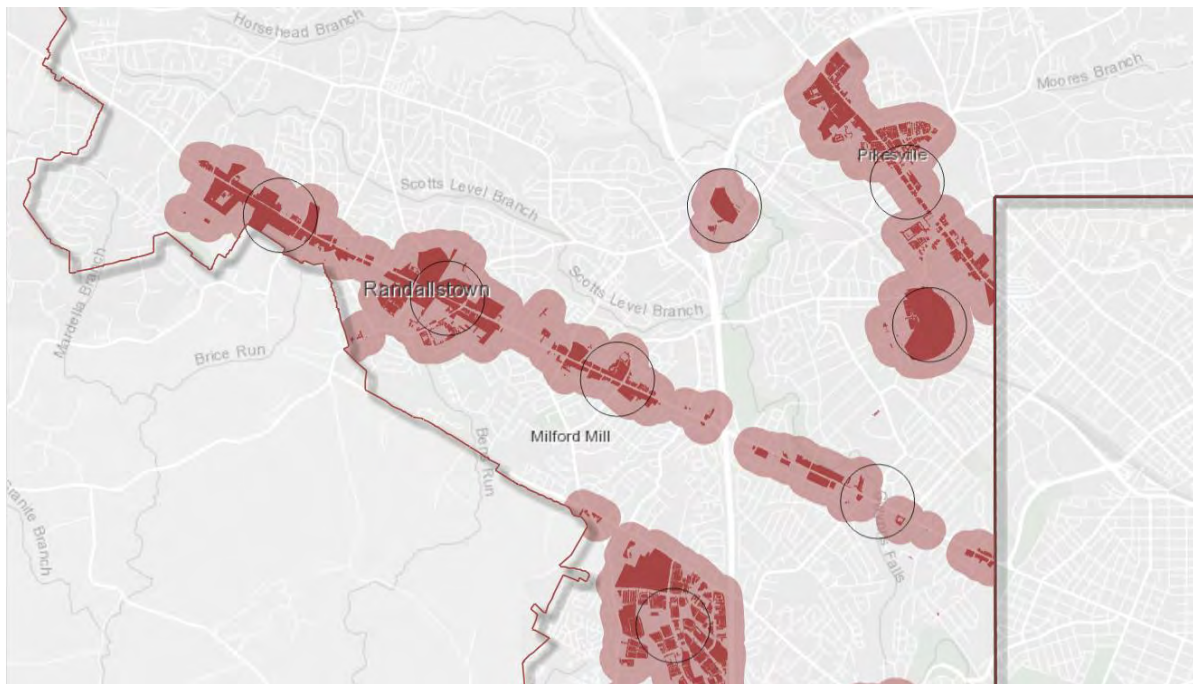 Horsehead Branch
Moores Branch
Pikesville
Scotts Level Branch
Mardella Branch
Randallstown
Scotts Level Branch
Brice Run
Milford Mill
Bens Run
Granite Branch
Falls